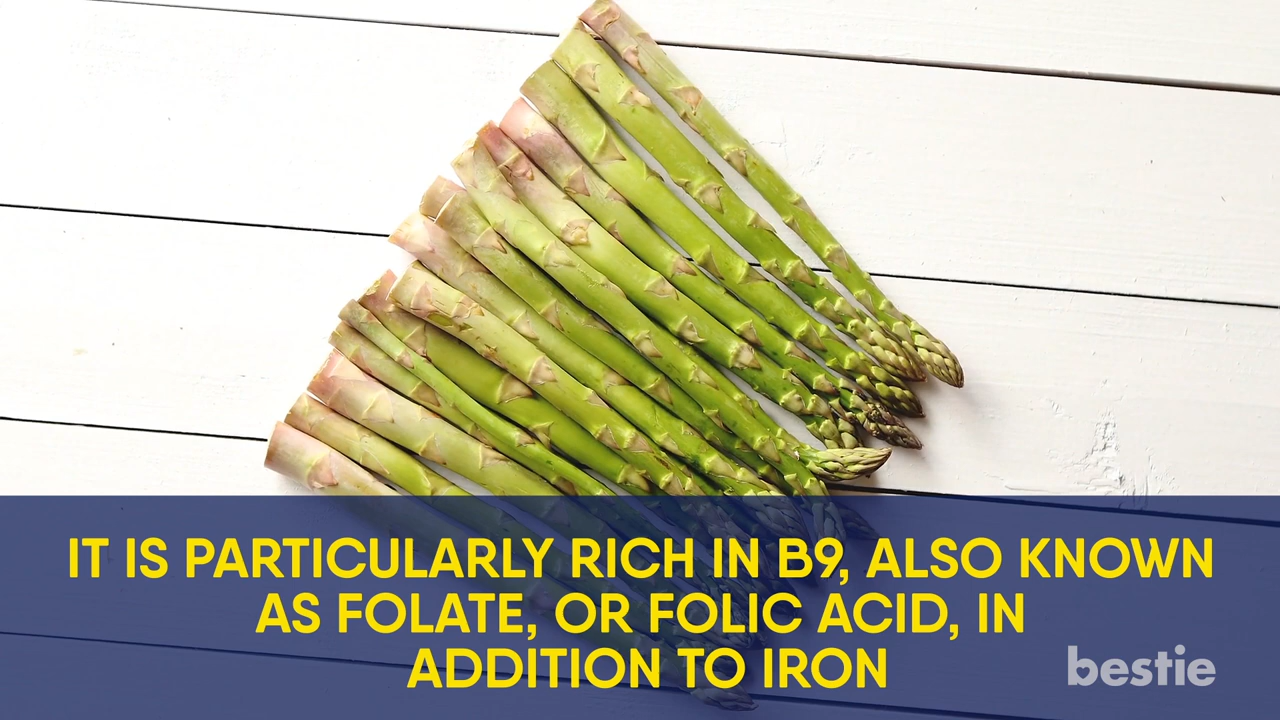 IT IS PARTICULARLY RICH IN B9, ALSO KNOWN
AS FOLATE, OR FOLIC ACID, IN
ADDITION TO IRON
bestie